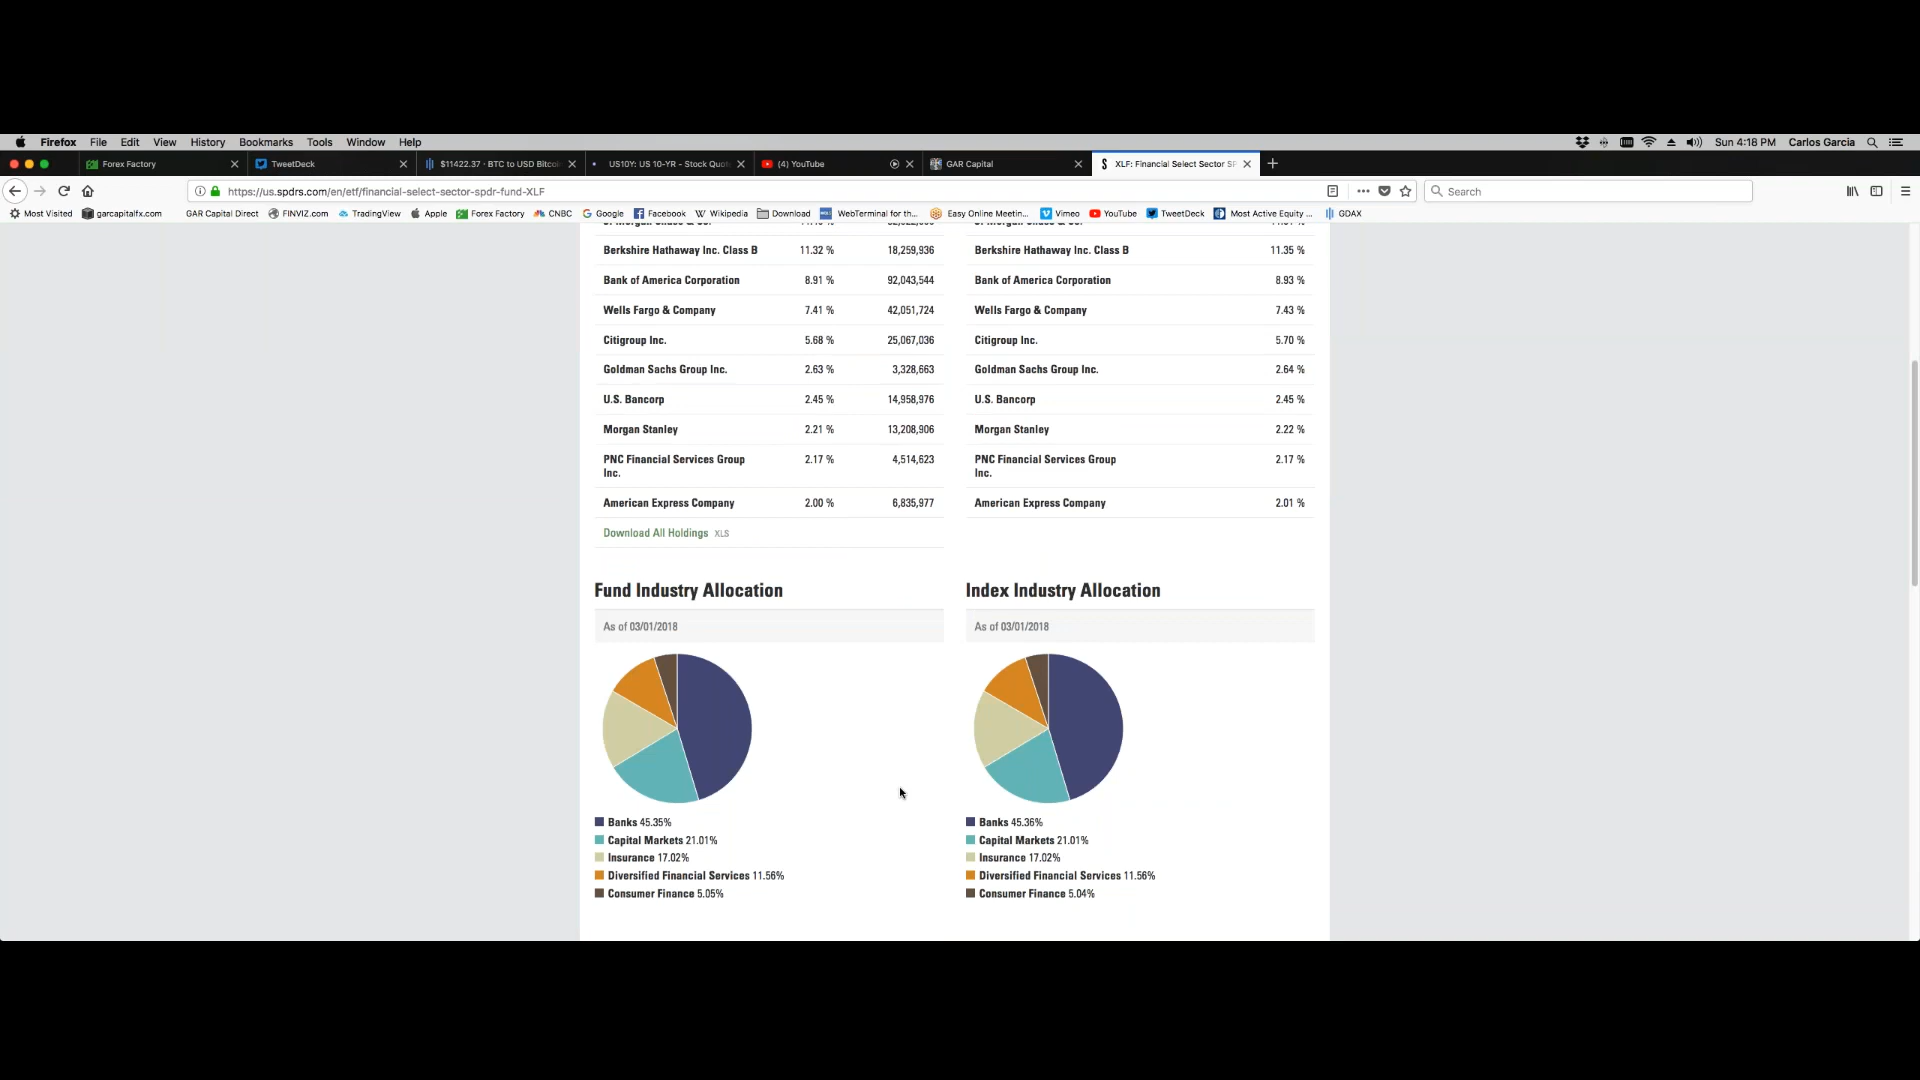 Firefox File Edit View History Bookmarks Tools Window Help Sun 4:18 PM Carlos Garcia
Forex Factory TweetDeck $11422.37 · BTC to USD Bitcoi US10Y: US 10-YR - Stock Quot (4) YouTube GAR Capital XLF: Financial Select Sector SP
https://us.spdrs.com/en/etf/financial-select-sector-spdr-fund-XLF Search
Most Visited garcapitalfx.com GAR Capital Direct FINVIZ.com TradingView Apple Forex Factory CNBC Google Facebook Wikipedia Download WebTerminal for th... Easy Online Meetin... Vimeo YouTube TweetDeck Most Active Equity ... GDAX
Berkshire Hathaway Inc. Class B 11.32 % 18,259,936 Berkshire Hathaway Inc. Class B 11.35 %
Bank of America Corporation 8.91 % 92,043,544 Bank of America Corporation 8.93 %
Wells Fargo & Company 7.41 % 42,051,724 Wells Fargo & Company 7.43 %
Citigroup Inc. 5.68 % 25,067,036 Citigroup Inc. 5.70 %
Goldman Sachs Group Inc. 2.63 % 3,328,663 Goldman Sachs Group Inc. 2.64 %
U.S. Bancorp 2.45 % 14,958,976 U.S. Bancorp 2.45 %
Morgan Stanley 2.21 % 13,208,906 Morgan Stanley 2.22 %
PNC Financial Services Group 2.17 % 4,514,623 PNC Financial Services Group 2.17 %
Inc. Inc.
American Express Company 2.00 % 6,835,977 American Express Company 2.01 %
Download All Holdings XLS
Fund Industry Allocation Index Industry Allocation
As of 03/01/2018 As of 03/01/2018
Banks 45.35% Banks 45.36%
Capital Markets 21.01% Capital Markets 21.01%
Insurance 17.02% Insurance 17.02%
Diversified Financial Services 11.56% Diversified Financial Services 11.56%
Consumer Finance 5.05% Consumer Finance 5.04%